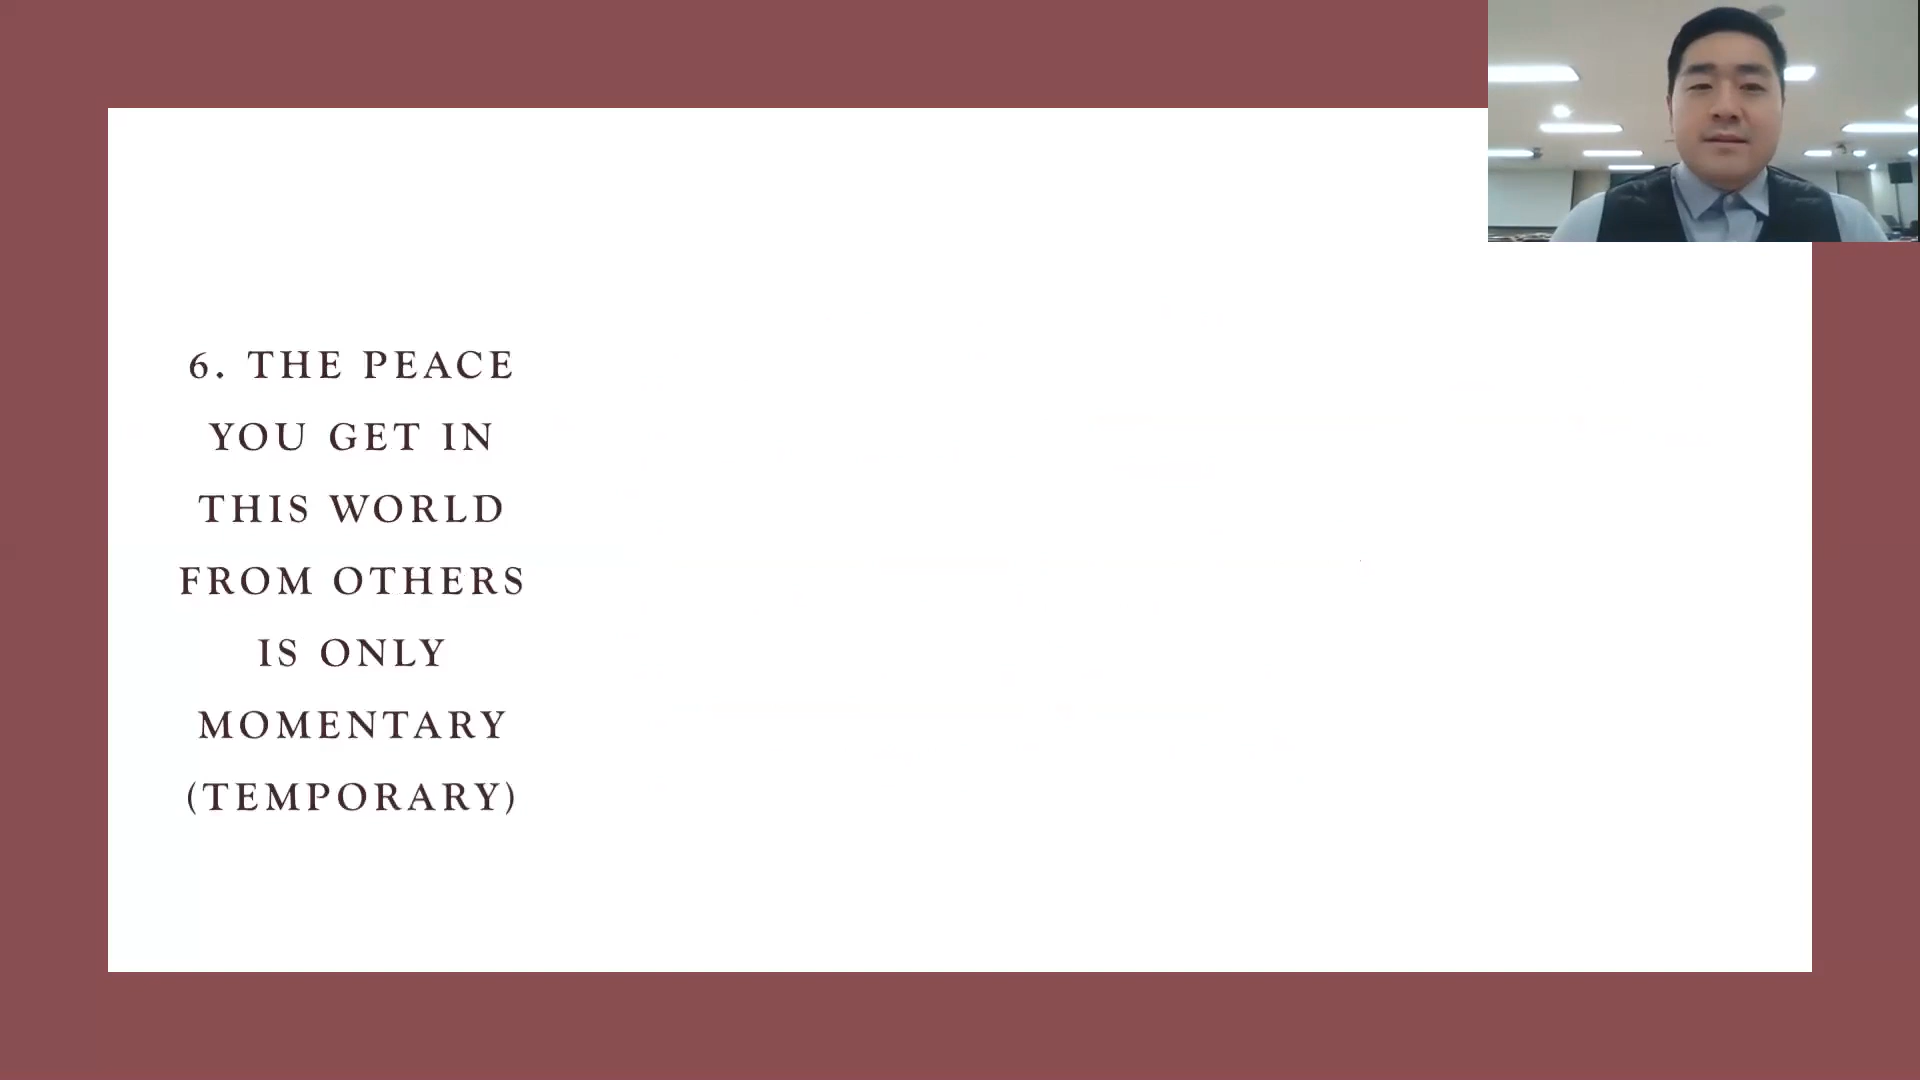 6. THE PEACE
YOU GET IN
THIS WORLD
FROM OTHERS
IS ONLY
MOMENTARY
(TEMPORARY)